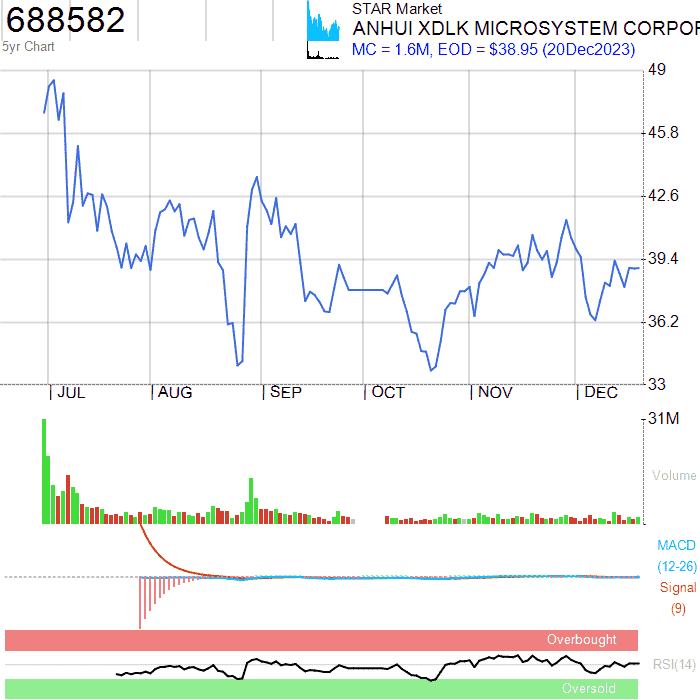 688582
5yr Chart
STAR Market
ANHUI XDLK MICROSYSTEM CORPOR
MC = 1.6M, EOD = $38.95 (20Dec2023)
49
45.8
42.6
39.4
36.2
33
JUL AUG SEP OCT NOV DEC
31M
Volume
MACD
(12-26)
Signal
(9)
Overbought
RSI(14)
Oversold